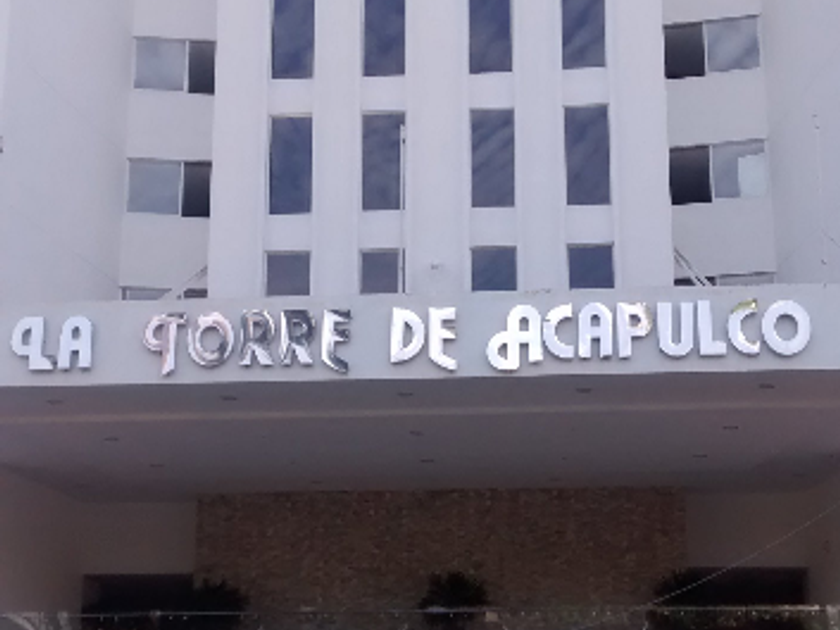 LA TORRE DE ACAPULCO